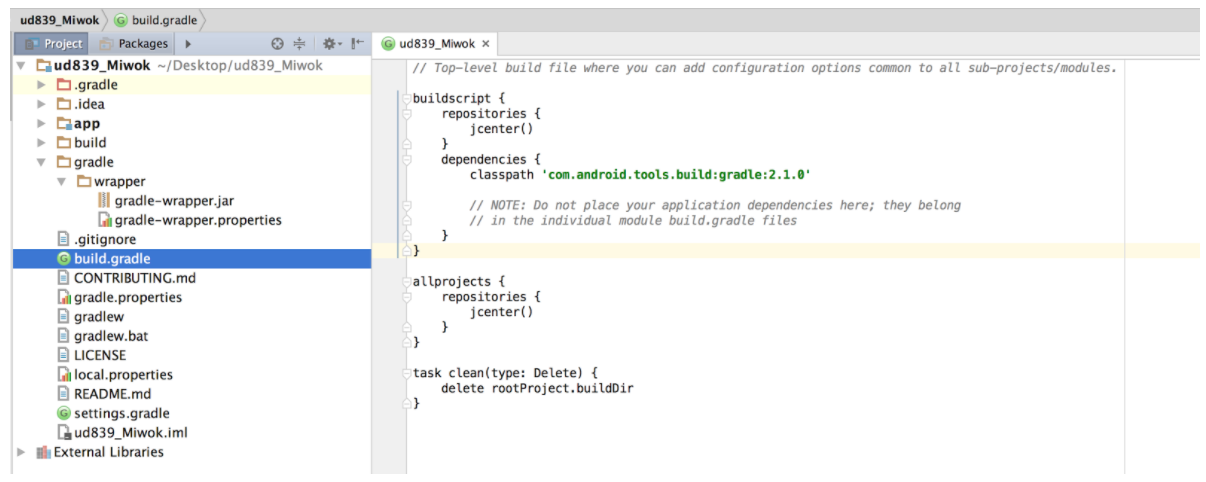 ud839_Miwok build.gradle
Project Packages
ud839_Miwok ~/Desktop/ud839_Miwok
.gradle
.idea
app
build
gradle
wrapper
gradle-wrapper.jar
gradle-wrapper.properties
.gitignore
build.gradle
CONTRIBUTING.md
gradle.properties
gradlew
gradlew.bat
LICENSE
local.properties
README.md
settings.gradle
ud839_Miwok.iml
External Libraries
ud839_Miwok ×
// Top-level build file where you can add configuration options common to all sub-projects/modules.
buildscript {
    repositories {
        jcenter()
    }
    dependencies {
        classpath 'com.android.tools.build:gradle:2.1.0'
        // NOTE: Do not place your application dependencies here; they belong
        // in the individual module build.gradle files
    }
}
allprojects {
    repositories {
        jcenter()
    }
}
task clean(type: Delete) {
    delete rootProject.buildDir
}